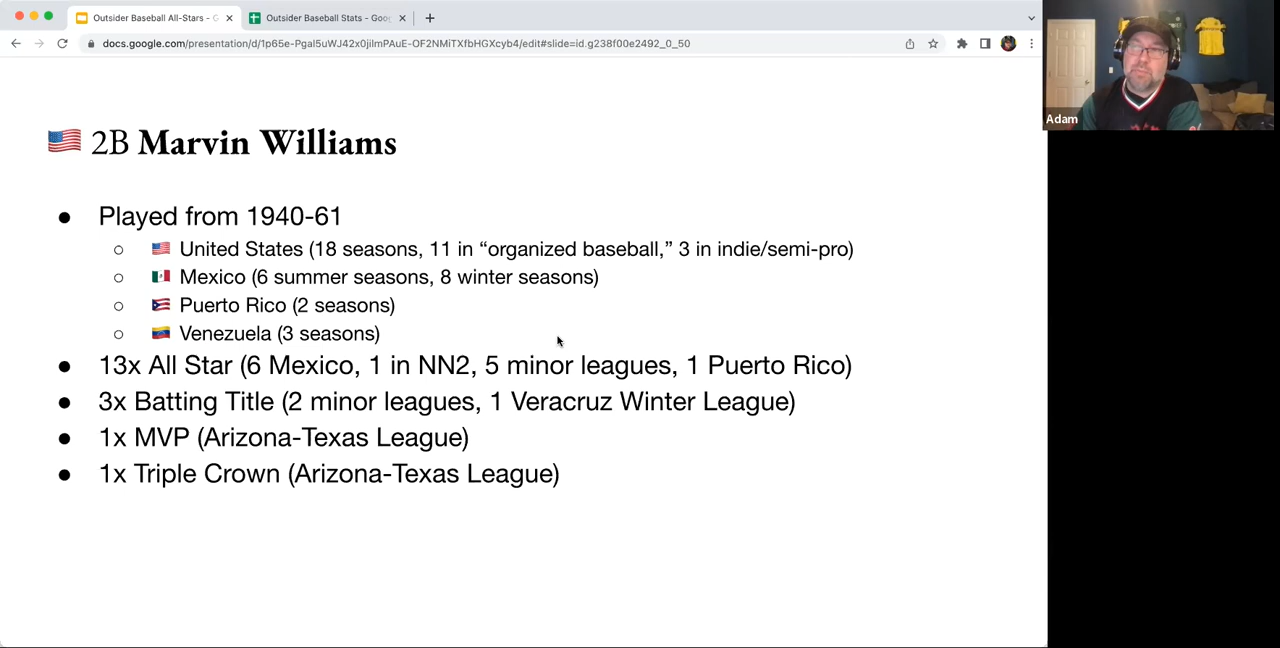 Outsider Baseball All-Stars - G
Outsider Baseball Stats - Goog
docs.google.com/presentation/d/1p65e-Pgal5uWJ42x0jilmPAuE-OF2NMiTXfbHGXcyb4/edit#slide=id.g238f00e2492_0_50
Adam
2B Marvin Williams
● Played from 1940-61
○ United States (18 seasons, 11 in “organized baseball,” 3 in indie/semi-pro)
○ Mexico (6 summer seasons, 8 winter seasons)
○ Puerto Rico (2 seasons)
○ Venezuela (3 seasons)
● 13x All Star (6 Mexico, 1 in NN2, 5 minor leagues, 1 Puerto Rico)
● 3x Batting Title (2 minor leagues, 1 Veracruz Winter League)
● 1x MVP (Arizona-Texas League)
● 1x Triple Crown (Arizona-Texas League)